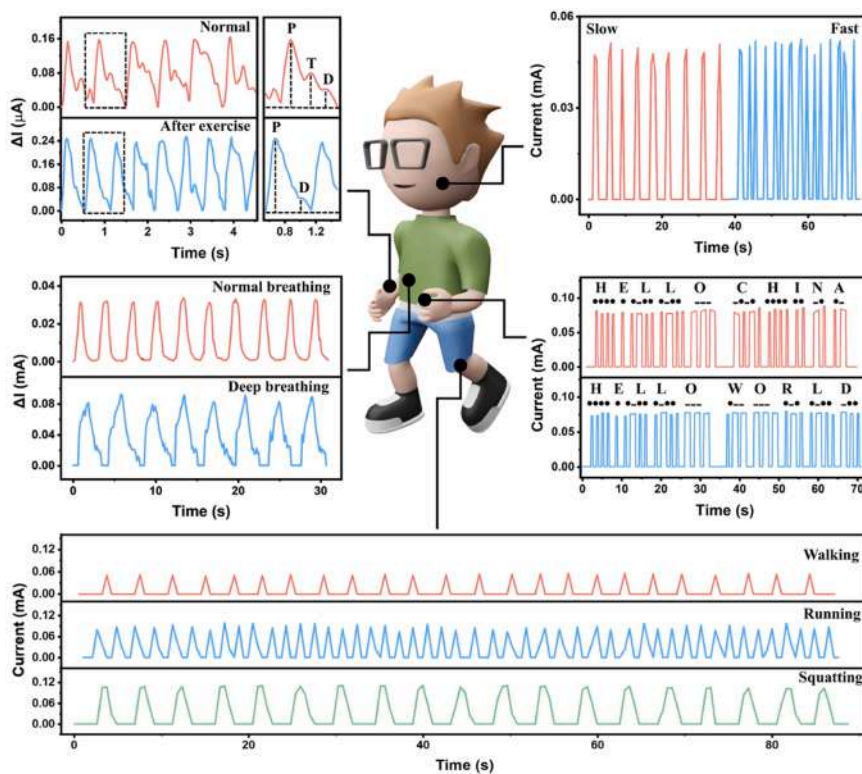 Normal
P
T
D
0.16
0.08
0.00
ΔI (μA)
After exercise
P
D
0.24
0.16
0.08
0.00
0 1 2 3 4
0.8 1.2
Time (s)
Time (s)
Slow
Fast
0.06
0.03
0.00
Current (mA)
0 20 40 60 80
Time (s)
Normal breathing
0.04
0.02
0.00
ΔI (mA)
Deep breathing
0.12
0.08
0.04
0.00
0 10 20 30
Time (s)
H E L L O C H I N A
0.10
0.05
0.00
Current (mA)
H E L L O W O R L D
0.10
0.05
0.00
0 10 20 30 40 50 60 70
Time (s)
Walking
0.12
0.06
0.00
Current (mA)
Running
0.12
0.06
0.00
Squatting
0.12
0.06
0.00
0 20 40 60 80
Time (s)